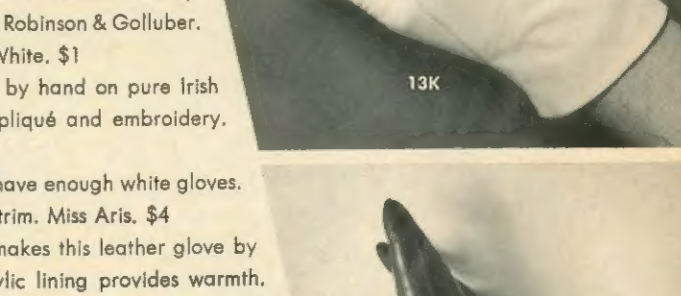 Robinson & Golluber.
White. $1
by hand on pure Irish
pliqué and embroidery.
have enough white gloves.
trim. Miss Aris. $4
makes this leather glove by
ylic lining provides warmth.
13K